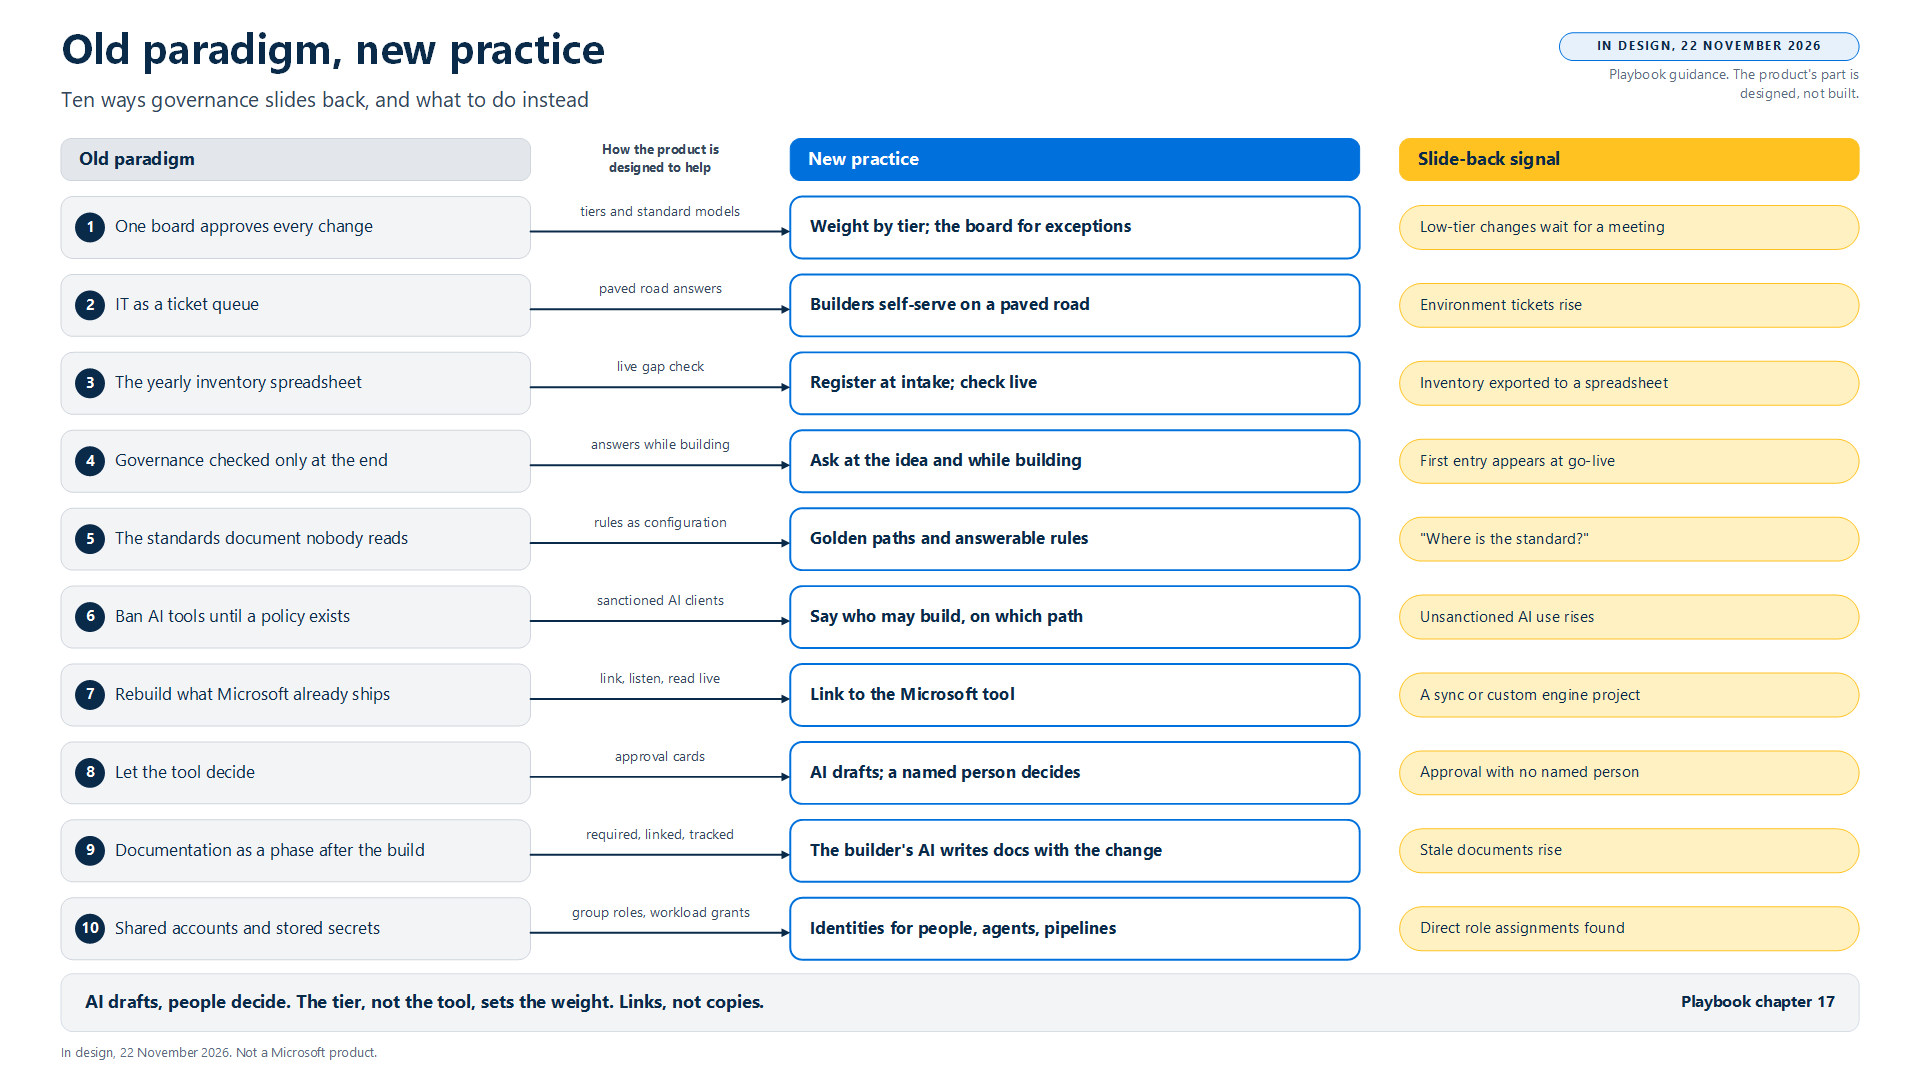 Old paradigm, new practice
Ten ways governance slides back, and what to do instead
IN DESIGN, 22 NOVEMBER 2026
Playbook guidance. The product's part is
designed, not built.
Old paradigm
How the product is
designed to help
New practice
Slide-back signal
1 One board approves every change
tiers and standard models
Weight by tier; the board for exceptions
Low-tier changes wait for a meeting
2 IT as a ticket queue
paved road answers
Builders self-serve on a paved road
Environment tickets rise
3 The yearly inventory spreadsheet
live gap check
Register at intake; check live
Inventory exported to a spreadsheet
4 Governance checked only at the end
answers while building
Ask at the idea and while building
First entry appears at go-live
5 The standards document nobody reads
rules as configuration
Golden paths and answerable rules
"Where is the standard?"
6 Ban AI tools until a policy exists
sanctioned AI clients
Say who may build, on which path
Unsanctioned AI use rises
7 Rebuild what Microsoft already ships
link, listen, read live
Link to the Microsoft tool
A sync or custom engine project
8 Let the tool decide
approval cards
AI drafts; a named person decides
Approval with no named person
9 Documentation as a phase after the build
required, linked, tracked
The builder's AI writes docs with the change
Stale documents rise
10 Shared accounts and stored secrets
group roles, workload grants
Identities for people, agents, pipelines
Direct role assignments found
AI drafts, people decide. The tier, not the tool, sets the weight. Links, not copies.
Playbook chapter 17
In design, 22 November 2026. Not a Microsoft product.